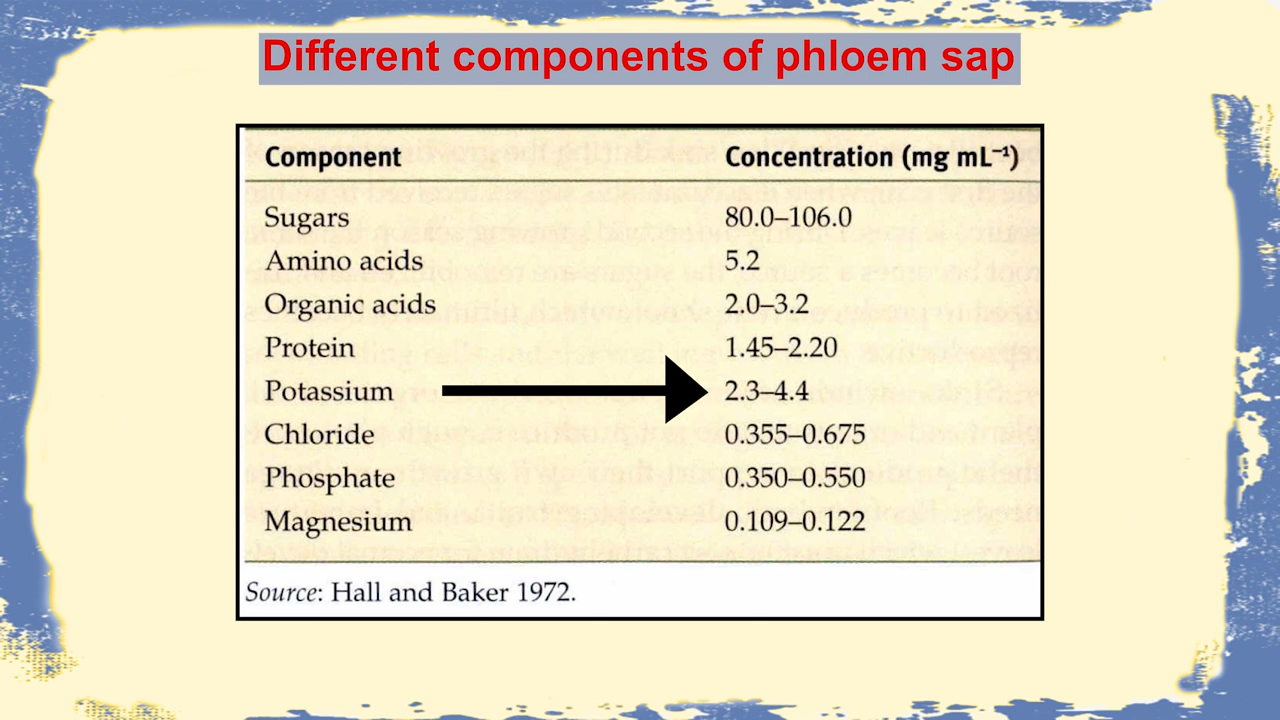 Different components of phloem sap
Component Concentration (mg mL⁻¹)
Sugars 80.0–106.0
Amino acids 5.2
Organic acids 2.0–3.2
Protein 1.45–2.20
Potassium 2.3–4.4
Chloride 0.355–0.675
Phosphate 0.350–0.550
Magnesium 0.109–0.122
Source: Hall and Baker 1972.